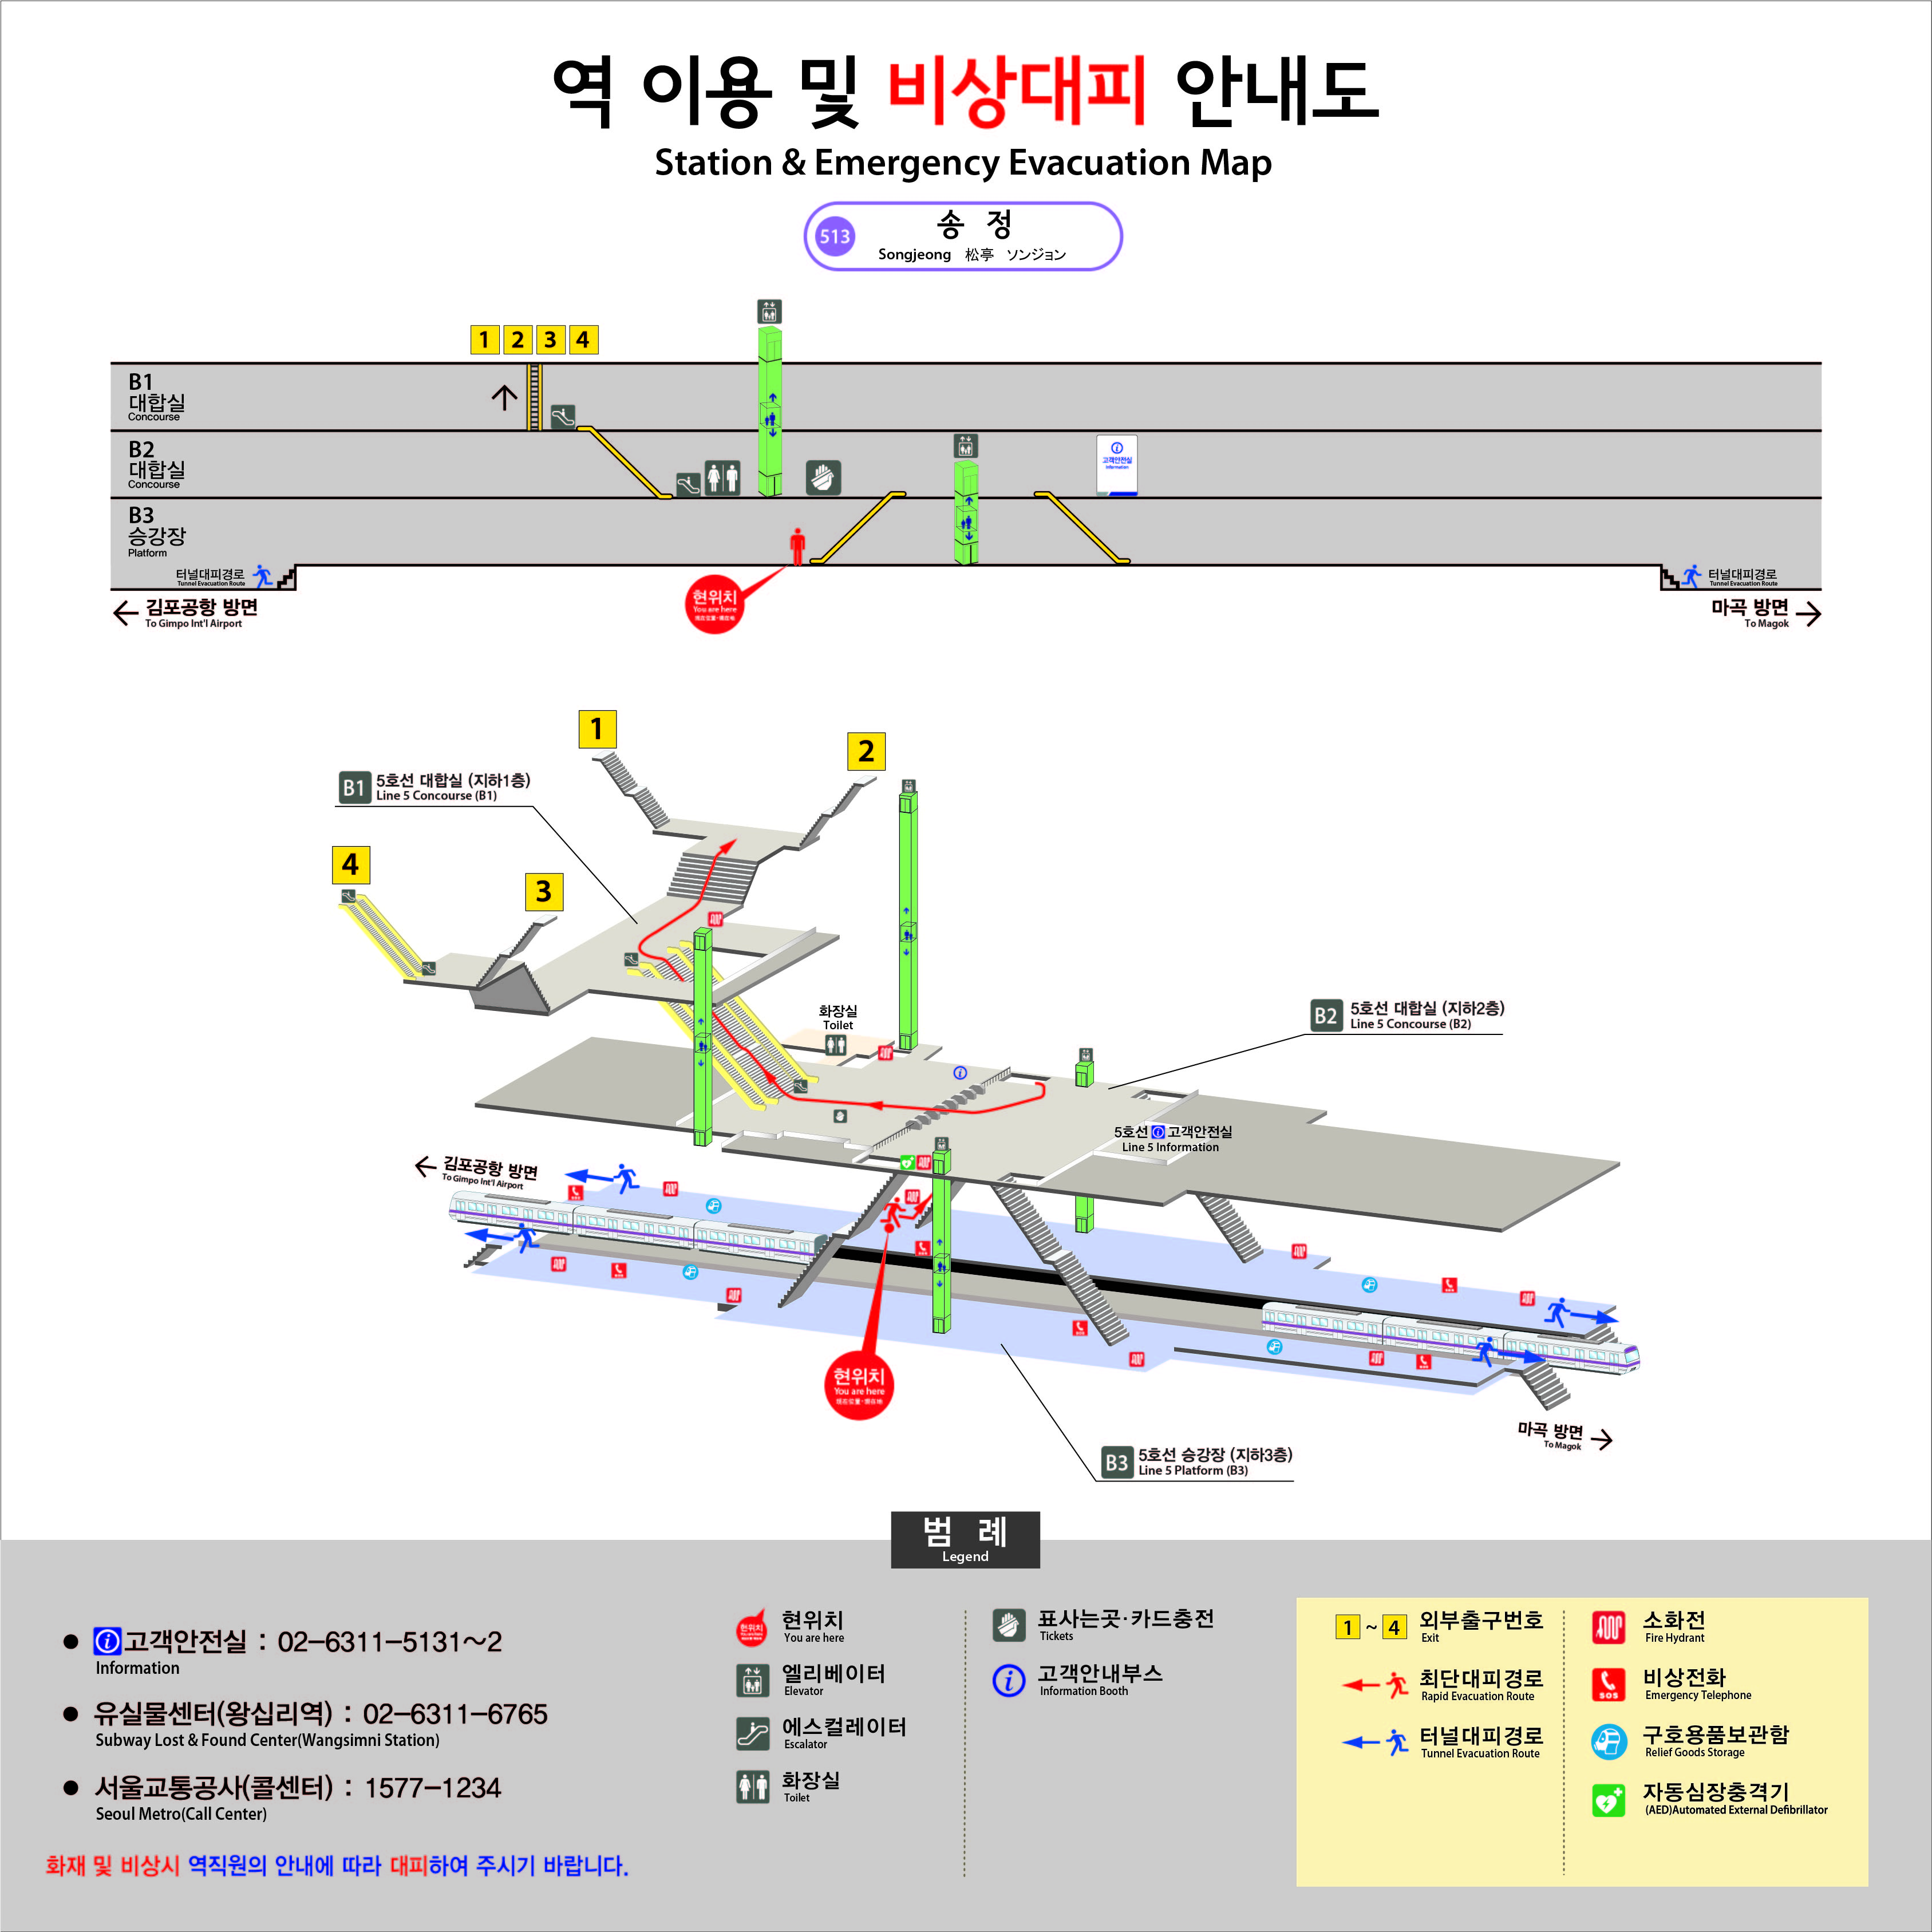 역 이용 및 비상대피 안내도
Station & Emergency Evacuation Map
513
송 정
Songjeong 松亭 ソンジョン
1 2 3 4
B1
대합실
Concourse
B2
대합실
Concourse
고객안전실
Information
B3
승강장
Platform
터널대피경로
Tunnel Evacuation Route
터널대피경로
Tunnel Evacuation Route
김포공항 방면
To Gimpo Int'l Airport
현위치
You are here
마곡 방면
To Magok
1
2
B1 5호선 대합실 (지하1층)
Line 5 Concourse (B1)
4
3
화장실
Toilet
B2 5호선 대합실 (지하2층)
Line 5 Concourse (B2)
5호선 고객안전실
Line 5 Information
김포공항 방면
To Gimpo Int'l Airport
현위치
You are here
마곡 방면
To Magok
B3 5호선 승강장 (지하3층)
Line 5 Platform (B3)
범 례
Legend
고객안전실 : 02-6311-5131~2
Information
유실물센터(왕십리역) : 02-6311-6765
Subway Lost & Found Center(Wangsimni Station)
서울교통공사(콜센터) : 1577-1234
Seoul Metro(Call Center)
화재 및 비상시 역직원의 안내에 따라 대피하여 주시기 바랍니다.
현위치
You are here
엘리베이터
Elevator
에스컬레이터
Escalator
화장실
Toilet
표사는곳·카드충전
Tickets
고객안내부스
Information Booth
1 ~ 4 외부출구번호
Exit
최단대피경로
Rapid Evacuation Route
터널대피경로
Tunnel Evacuation Route
소화전
Fire Hydrant
SOS
비상전화
Emergency Telephone
구호용품보관함
Relief Goods Storage
자동심장충격기
(AED)Automated External Defibrillator